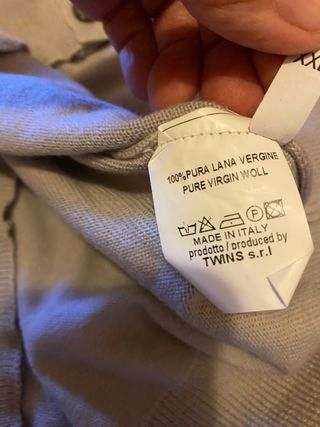 100%PURA LANA VERGINE
PURE VIRGIN WOLL
MADE IN ITALY
prodotto / produced by
TWINS s.r.l